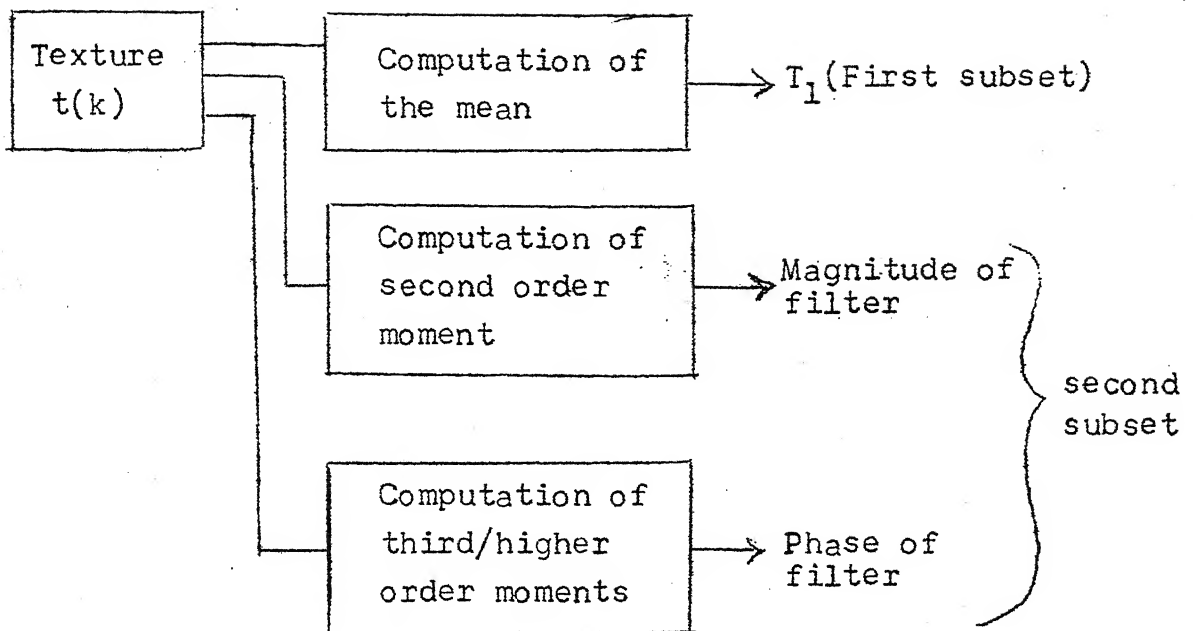 Texture
t(k)
Computation of
the mean
T1(First subset)
Computation of
second order
moment
Magnitude of
filter
second
subset
Computation of
third/higher
order moments
Phase of
filter